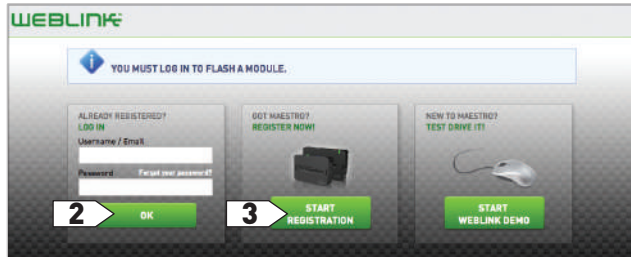 WEBLINK
YOU MUST LOG IN TO FLASH A MODULE.
ALREADY REGISTERED?
LOG IN
Username / Email
Password Forgot your password?
2 OK
GOT MAESTRO?
REGISTER NOW!
3 START
REGISTRATION
NEW TO MAESTRO?
TEST DRIVE IT!
START
WEBLINK DEMO